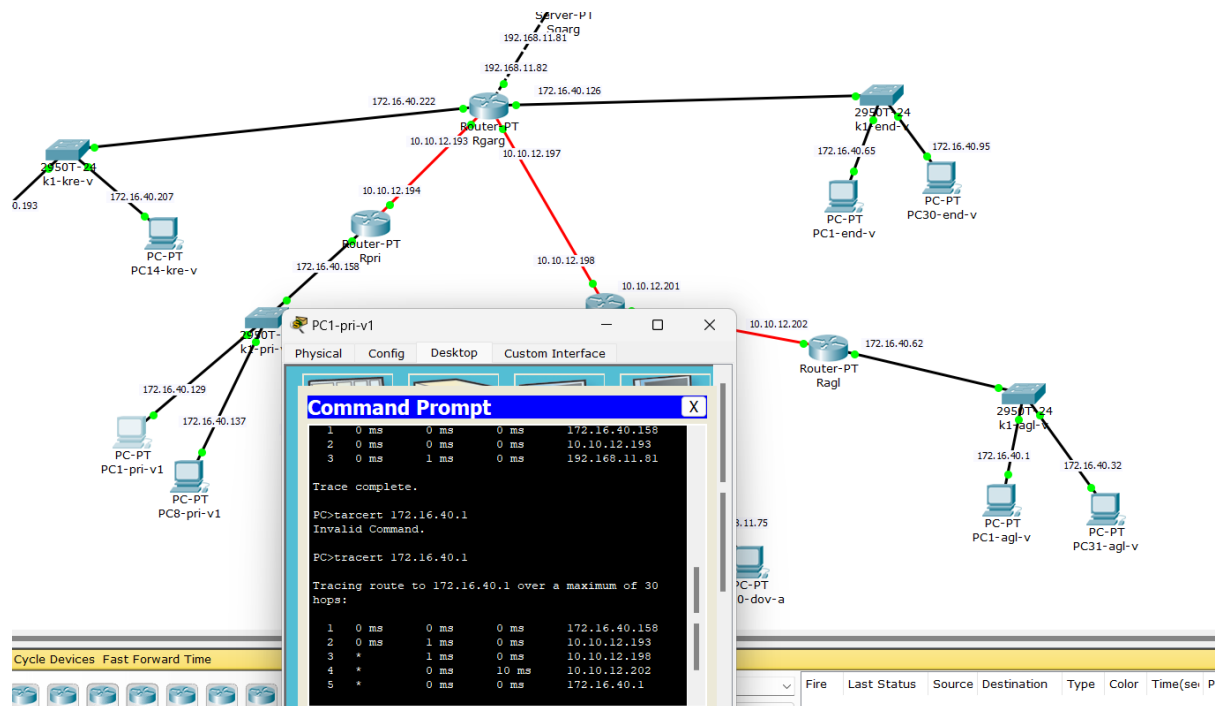 Server-PT
Sgarg
192.168.11.81
192.168.11.82
172.16.40.126
172.16.40.222
Router-PT
Rgarg
10.10.12.193
10.10.12.197
2950T-24
k1-end-v
172.16.40.65
172.16.40.95
PC-PT
PC1-end-v
PC-PT
PC30-end-v
2950T-24
k1-kre-v
0.193
172.16.40.207
PC-PT
PC14-kre-v
10.10.12.194
Router-PT
Rpri
172.16.40.158
10.10.12.198
10.10.12.201
10.10.12.202
172.16.40.62
Router-PT
Ragl
2950T-24
k1-agl-v
172.16.40.1
172.16.40.32
PC-PT
PC1-agl-v
PC-PT
PC31-agl-v
2950T-
k1-pri-
172.16.40.129
172.16.40.137
PC-PT
PC1-pri-v1
PC-PT
PC8-pri-v1
.11.75
PC-PT
0-dov-a
PC1-pri-v1
Physical Config Desktop Custom Interface
Command Prompt X
1 0 ms 0 ms 0 ms 172.16.40.158
2 0 ms 0 ms 0 ms 10.10.12.193
3 0 ms 1 ms 0 ms 192.168.11.81
Trace complete.
PC>tarcert 172.16.40.1
Invalid Command.
PC>tracert 172.16.40.1
Tracing route to 172.16.40.1 over a maximum of 30
hops:
1 0 ms 0 ms 0 ms 172.16.40.158
2 0 ms 1 ms 0 ms 10.10.12.193
3 * 1 ms 0 ms 10.10.12.198
4 * 0 ms 10 ms 10.10.12.202
5 * 0 ms 0 ms 172.16.40.1
Cycle Devices Fast Forward Time
Fire Last Status Source Destination Type Color Time(sec P